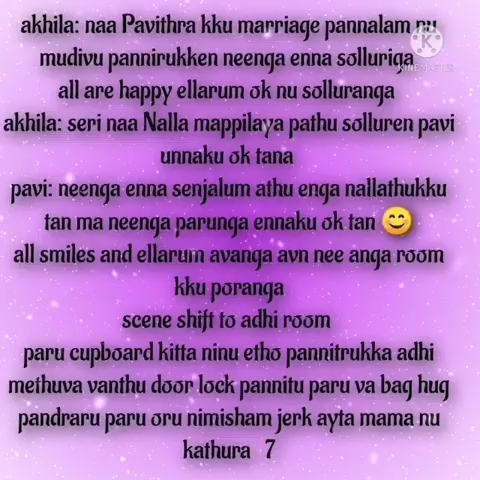 akhila: naa Pavithra kku marriage pannalam nu
mudivu pannirukken neenga enna solluriga
all are happy ellarum ok nu solluranga
akhila: seri naa Nalla mappilaya pathu solluren pavi
unnaku ok tana
pavi: neenga enna senjalum athu enga nallathukku
tan ma neenga parunga ennaku ok tan 😊
all smiles and ellarum avanga avn nee anga room
kku poranga
scene shift to adhi room
paru cupboard kitta ninu etho pannitrukka adhi
methuva vanthu door lock pannitu paru va bag hug
pandraru paru oru nimisham jerk ayta mama nu
kathura 7